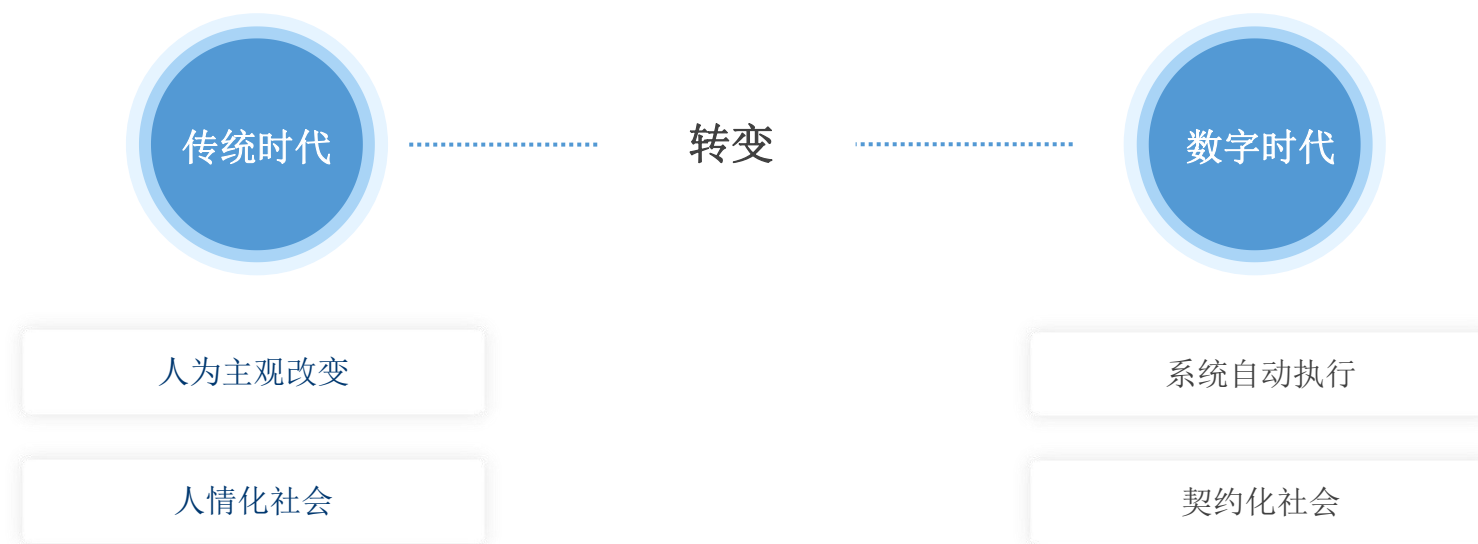 传统时代
转变
数字时代
人为主观改变
系统自动执行
人情化社会
契约化社会